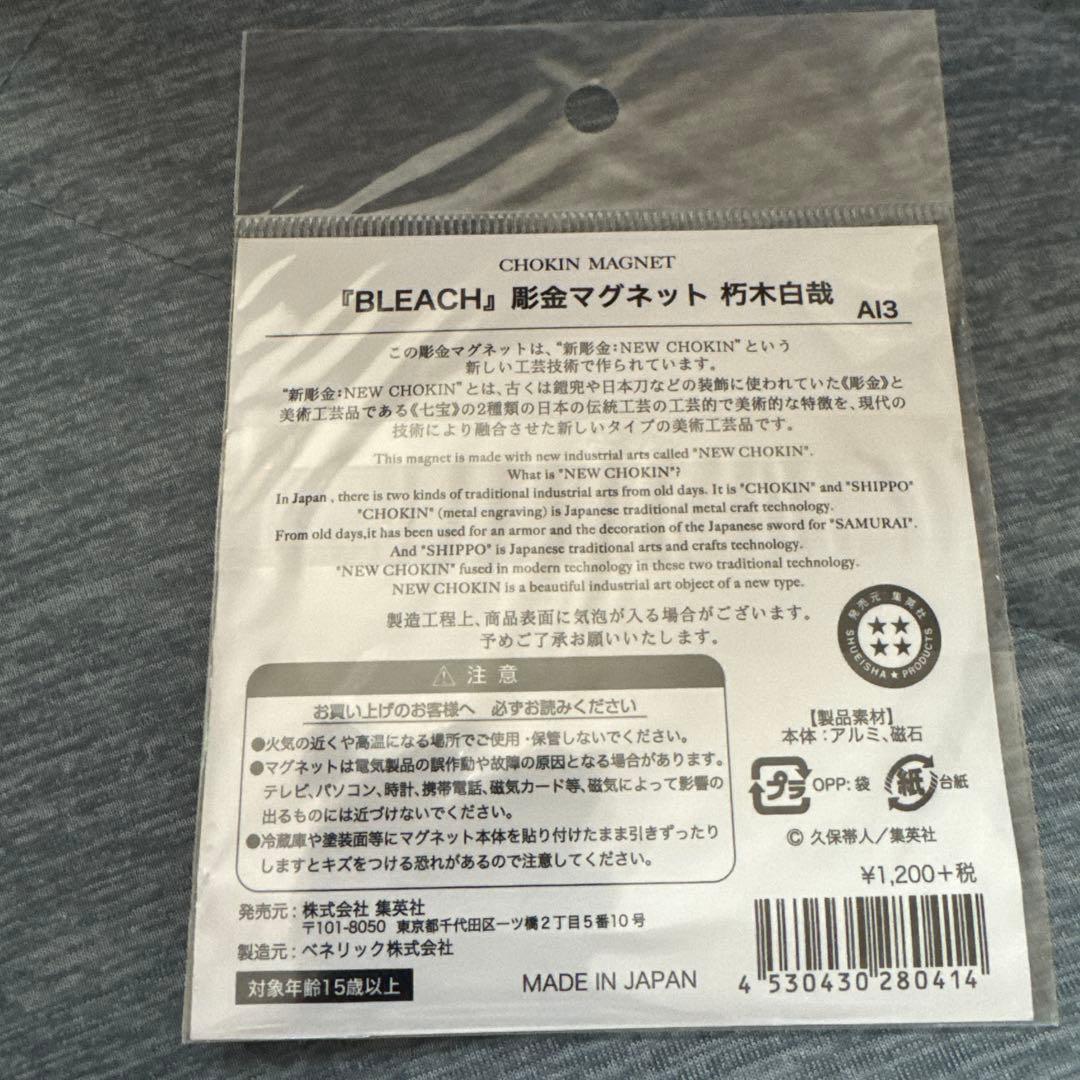 CHOKIN MAGNET
『BLEACH』彫金マグネット 朽木白哉
AI3
この彫金マグネットは、“新彫金：NEW CHOKIN”という
新しい工芸技術で作られています。
“新彫金：NEW CHOKIN”とは、古くは鎧兜や日本刀などの装飾に使われていた《彫金》と
美術工芸品である《七宝》の2種類の日本の伝統工芸の工芸的で美術的な特徴を、現代の
技術により融合させた新しいタイプの美術工芸品です。
This magnet is made with new industrial arts called "NEW CHOKIN".
What is "NEW CHOKIN"?
In Japan , there is two kinds of traditional industrial arts from old days. It is "CHOKIN" and "SHIPPO"
"CHOKIN" (metal engraving) is Japanese traditional metal craft technology.
From old days,it has been used for an armor and the decoration of the Japanese sword for "SAMURAI".
And "SHIPPO" is Japanese traditional arts and crafts technology.
"NEW CHOKIN" fused in modern technology in these two traditional technology.
NEW CHOKIN is a beautiful industrial art object of a new type.
製造工程上、商品表面に気泡が入る場合がございます。
予めご了承お願いいたします。
発売元 集英社
SHUEISHA ★ PRODUCTS
⚠ 注意
お買い上げのお客様へ 必ずお読みください
●火気の近くや高温になる場所でご使用・保管しないでください。
●マグネットは電気製品の誤作動や故障の原因となる場合があります。
テレビ、パソコン、時計、携帯電話、磁気カード等、磁気によって影響の
出るものには近づけないでください。
●冷蔵庫や塗装面等にマグネット本体を貼り付けたまま引きずったり
しますとキズをつける恐れがあるので注意してください。
【製品素材】
本体：アルミ、磁石
プラ OPP：袋 紙 台紙
© 久保帯人／集英社
¥1,200＋税
発売元：株式会社 集英社
〒101-8050 東京都千代田区一ツ橋2丁目5番10号
製造元：ベネリック株式会社
対象年齢15歳以上
MADE IN JAPAN
4 530430 280414